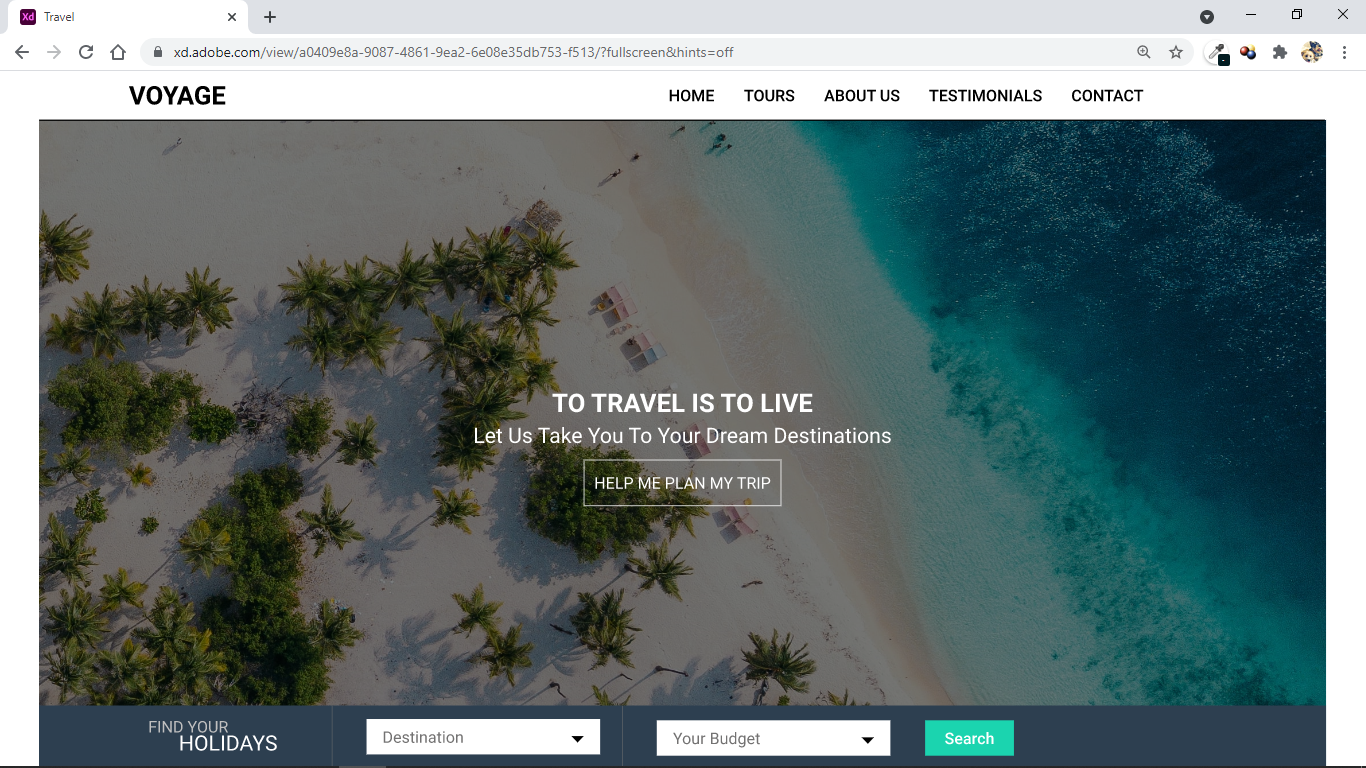 Xd Travel
xd.adobe.com/view/a0409e8a-9087-4861-9ea2-6e08e35db753-f513/?fullscreen&hints=off
VOYAGE HOME TOURS ABOUT US TESTIMONIALS CONTACT
TO TRAVEL IS TO LIVE
Let Us Take You To Your Dream Destinations
HELP ME PLAN MY TRIP
FIND YOUR
HOLIDAYS
Destination
Your Budget
Search